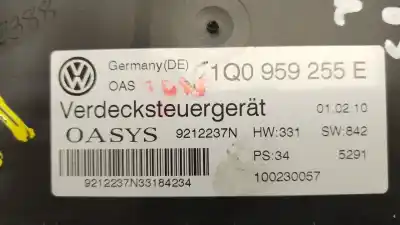 Germany(DE) 1Q0 959 255 E
OAS
Verdecksteuergerät 01.02.10
OASYS 9212237N HW:331 SW:842
PS:34 5291
9212237N33184234 100230057